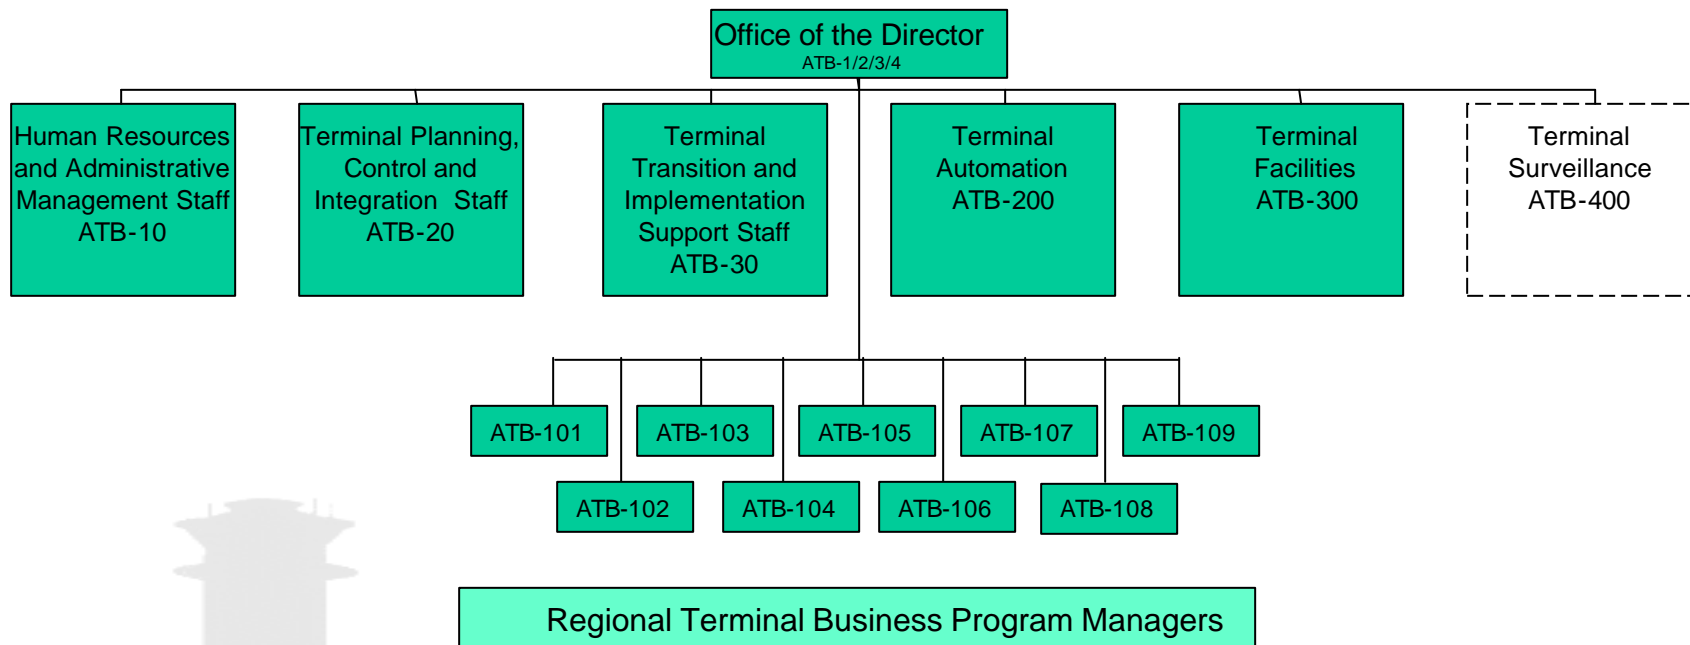 Office of the Director
ATB-1/2/3/4
Human Resources
and Administrative
Management Staff
ATB-10
Terminal Planning,
Control and
Integration Staff
ATB-20
Terminal
Transition and
Implementation
Support Staff
ATB-30
Terminal
Automation
ATB-200
Terminal
Facilities
ATB-300
Terminal
Surveillance
ATB-400
ATB-101
ATB-103
ATB-105
ATB-107
ATB-109
ATB-102
ATB-104
ATB-106
ATB-108
Regional Terminal Business Program Managers